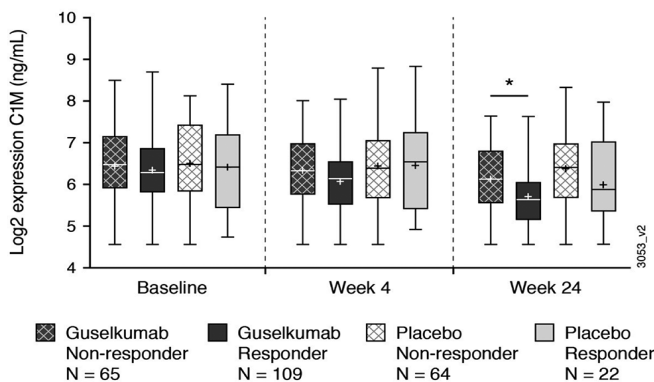 Log2 expression C1M (ng/mL)
10
9
8
7
6
5
4
*
Baseline
Week 4
Week 24
3053_v2
Guselkumab
Non-responder
N = 65
Guselkumab
Responder
N = 109
Placebo
Non-responder
N = 64
Placebo
Responder
N = 22